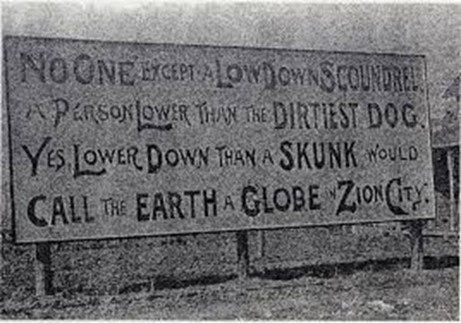 NO ONE EXCEPT A LOW DOWN SCOUNDREL
A PERSON LOWER THAN THE DIRTIEST DOG.
YES, LOWER DOWN THAN A SKUNK WOULD
CALL THE EARTH A GLOBE IN ZION CITY.